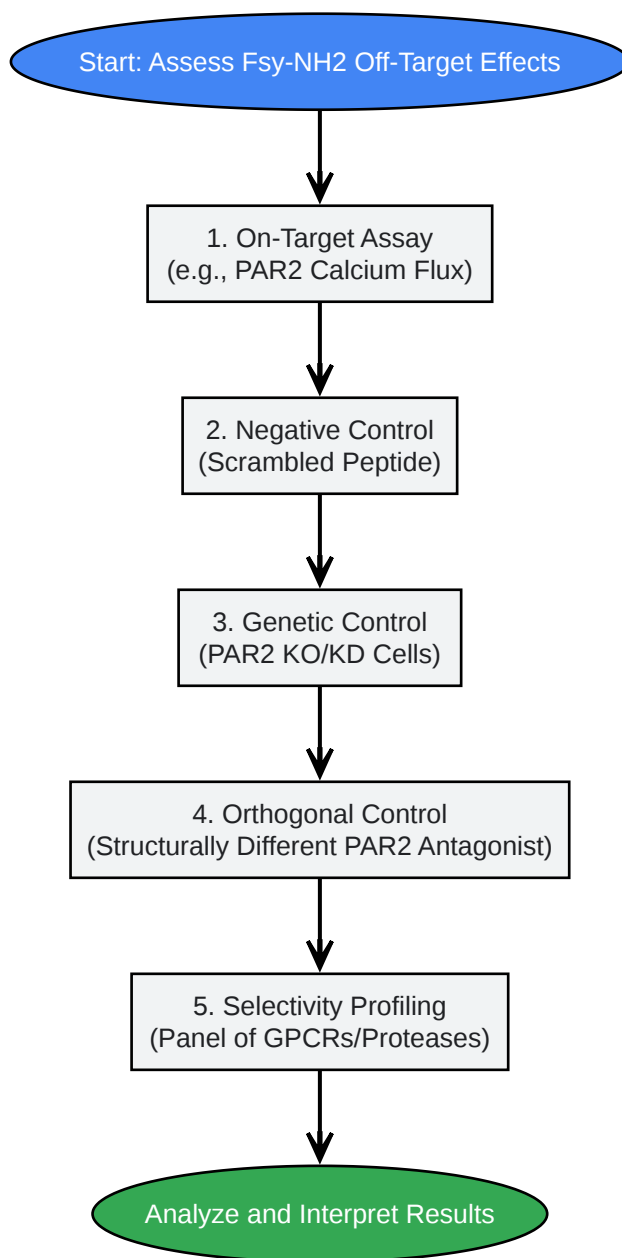 Start: Assess Fsy-NH2 Off-Target Effects
1. On-Target Assay
(e.g., PAR2 Calcium Flux)
2. Negative Control
(Scrambled Peptide)
3. Genetic Control
(PAR2 KO/KD Cells)
4. Orthogonal Control
(Structurally Different PAR2 Antagonist)
5. Selectivity Profiling
(Panel of GPCRs/Proteases)
Analyze and Interpret Results